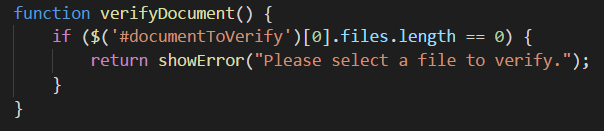 function verifyDocument() {
    if ($('#documentToVerify')[0].files.length == 0) {
        return showError("Please select a file to verify.");
    }
}